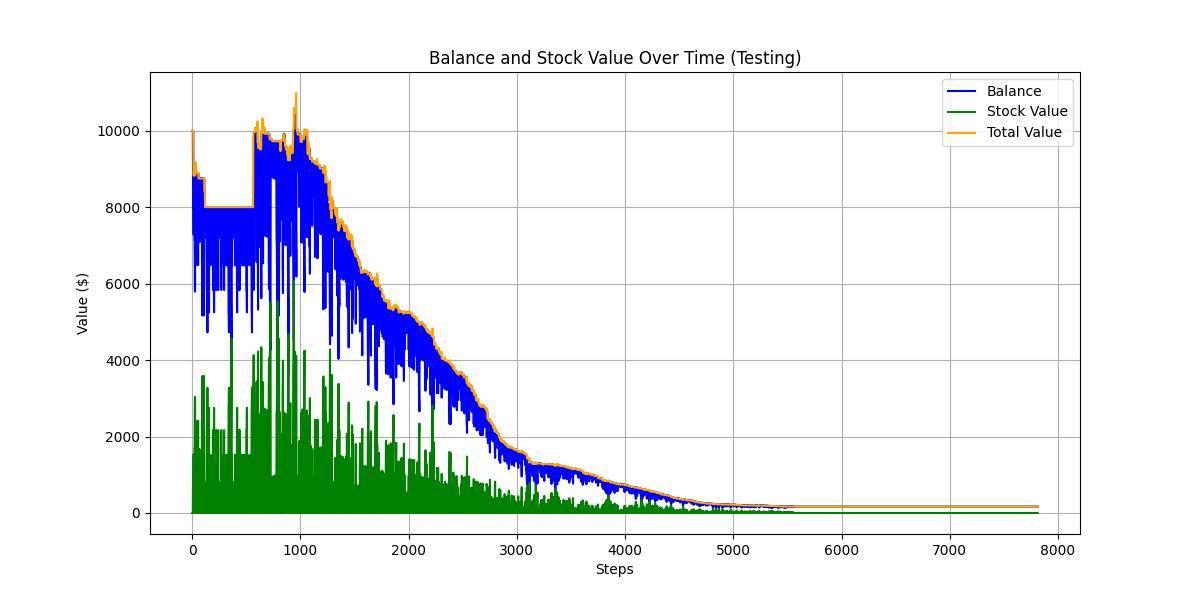 Balance and Stock Value Over Time (Testing)
Balance
Stock Value
Total Value
Value ($)
10000
8000
6000
4000
2000
0
0 1000 2000 3000 4000 5000 6000 7000 8000
Steps